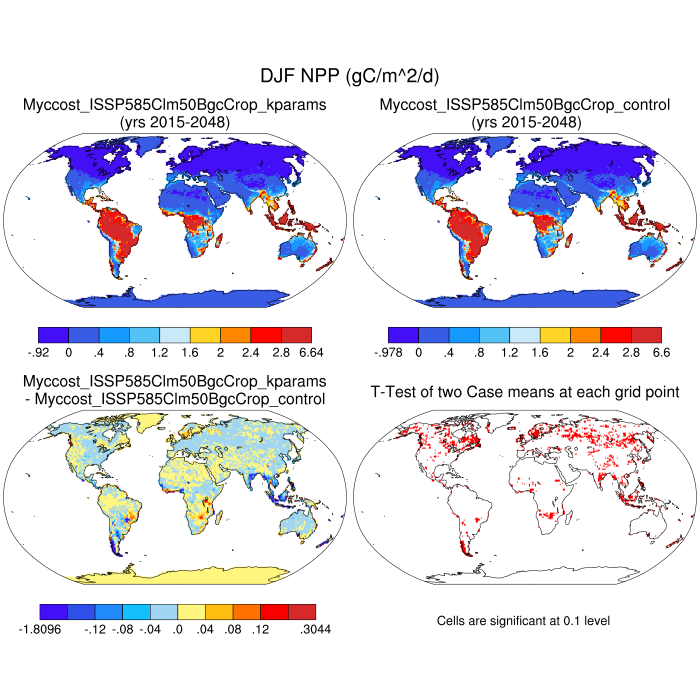 DJF NPP (gC/m^2/d)
Myccost_ISSP585Clm50BgcCrop_kparams
(yrs 2015-2048)
Myccost_ISSP585Clm50BgcCrop_control
(yrs 2015-2048)
-.92 0 .4 .8 1.2 1.6 2 2.4 2.8 6.64
-.978 0 .4 .8 1.2 1.6 2 2.4 2.8 6.6
Myccost_ISSP585Clm50BgcCrop_kparams
- Myccost_ISSP585Clm50BgcCrop_control
T-Test of two Case means at each grid point
-1.8096 -.12 -.08 -.04 .0 .04 .08 .12 .3044
Cells are significant at 0.1 level